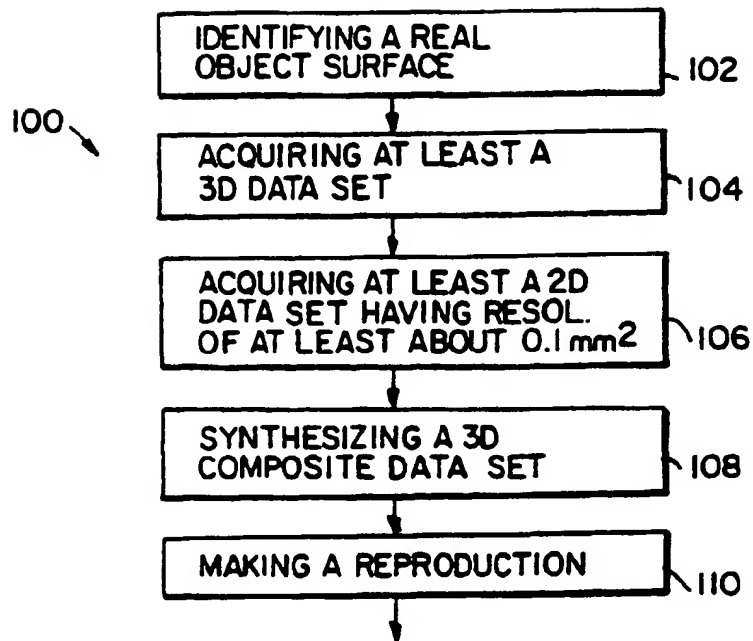 IDENTIFYING A REAL
OBJECT SURFACE
102
100
ACQUIRING AT LEAST A
3D DATA SET
104
ACQUIRING AT LEAST A 2D
DATA SET HAVING RESOL.
OF AT LEAST ABOUT 0.1 mm²
106
SYNTHESIZING A 3D
COMPOSITE DATA SET
108
MAKING A REPRODUCTION
110